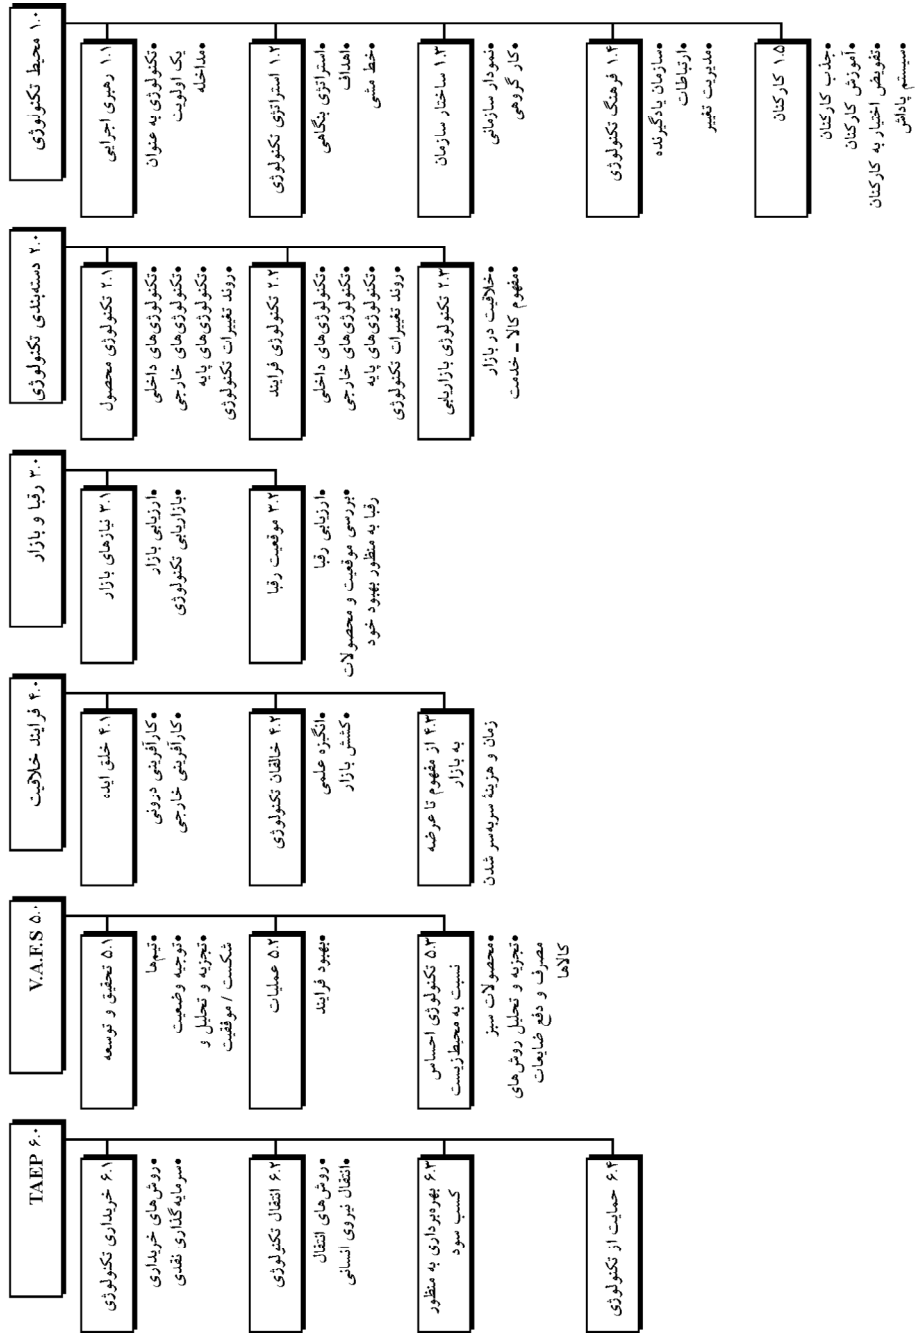 ۱.۰ محیط تکنولوژی
۱.۱ رهبری اجرایی
•تکنولوژی به عنوان
یک اولویت
•مداخله
۱.۲ استراتژی تکنولوژی
•استراتژی بنگاهی
•اهداف
•خط مشی
۱.۳ ساختار سازمان
•نمودار سازمانی
•کار گروهی
۱.۴ فرهنگ تکنولوژی
•سازمان یادگیرنده
•ارتباطات
•مدیریت تغییر
۱.۵ کارکنان
•جذب کارکنان
•آموزش کارکنان
•تفویض اختیار به کارکنان
•سیستم پاداش
۲.۰ دسته‌بندی تکنولوژی
۲.۱ تکنولوژی محصول
•تکنولوژی‌های داخلی
•تکنولوژی‌های خارجی
•تکنولوژی‌های پایه
•روند تغییرات تکنولوژی
۲.۲ تکنولوژی فرایند
•تکنولوژی‌های داخلی
•تکنولوژی‌های خارجی
•تکنولوژی‌های پایه
•روند تغییرات تکنولوژی
۲.۳ تکنولوژی بازاریابی
•خلاقیت در بازار
•مفهوم کالا ـ خدمت
۳.۰ رقبا و بازار
۳.۱ نیازهای بازار
•ارزیابی بازار
•بازاریابی تکنولوژی
۳.۲ موقعیت رقبا
•ارزیابی رقبا
•بررسی موقعیت و محصولات
رقبا به منظور بهبود خود
۴.۰ فرایند خلاقیت
۴.۱ خلق ایده
•کارآفرینی درونی
•کارآفرینی خارجی
۴.۲ خالقان تکنولوژی
•انگیزه علمی
•کشش بازار
۴.۳ از مفهوم تا عرضه
به بازار
زمان و هزینهٔ سربه‌سر شدن
V.A.E.S ۵.۰
۵.۱ تحقیق و توسعه
•تیم‌ها
•توجیه وضعیت
•تجزیه و تحلیل و
شکست / موفقیت
۵.۲ عملیات
•بهبود فرایند
۵.۳ تکنولوژی احساس
نسبت به محیط‌زیست
•محصولات سبز
•تجزیه و تحلیل روش‌های
مصرف و دفع ضایعات
کالاها
TAEP ۶.۰
۶.۱ خریداری تکنولوژی
•روش‌های خریداری
•سرمایه‌گذاری نقدی
۶.۲ انتقال تکنولوژی
•روش‌های انتقال
•انتقال نیروی انسانی
۶.۳ بهره‌برداری به منظور
کسب سود
۶.۴ حمایت از تکنولوژی